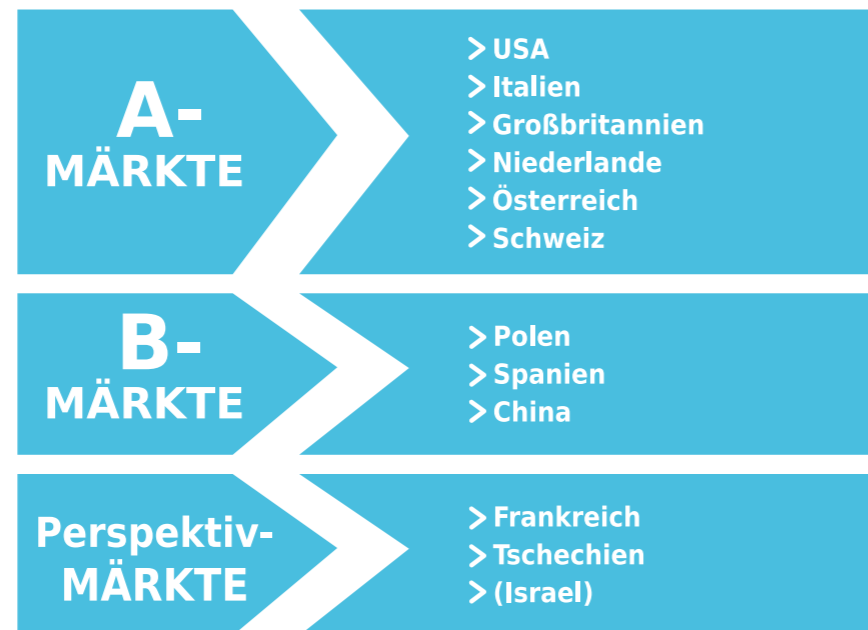 A-
MÄRKTE
USA
Italien
Großbritannien
Niederlande
Österreich
Schweiz
B-
MÄRKTE
Polen
Spanien
China
Perspektiv-
MÄRKTE
Frankreich
Tschechien
(Israel)